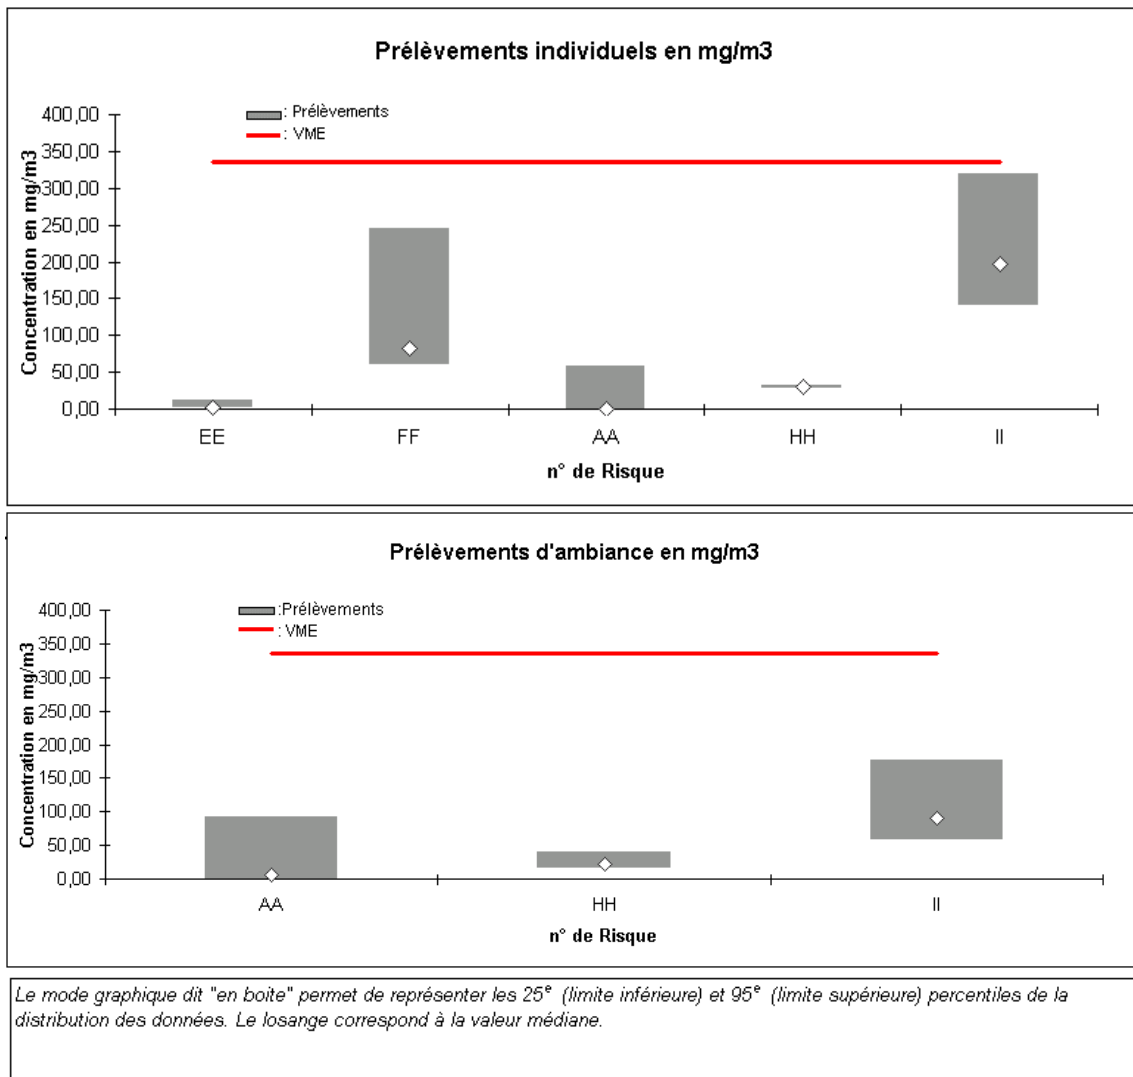 Prélèvements individuels en mg/m3
: Prélèvements
: VME
Concentration en mg/m3
400,00
350,00
300,00
250,00
200,00
150,00
100,00
50,00
0,00
EE FF AA HH II
n° de Risque
Prélèvements d'ambiance en mg/m3
:Prélèvements
: VME
Concentration en mg/m3
400,00
350,00
300,00
250,00
200,00
150,00
100,00
50,00
0,00
AA HH II
n° de Risque
Le mode graphique dit "en boite" permet de représenter les 25° (limite inférieure) et 95° (limite supérieure) percentiles de la
distribution des données. Le losange correspond à la valeur médiane.